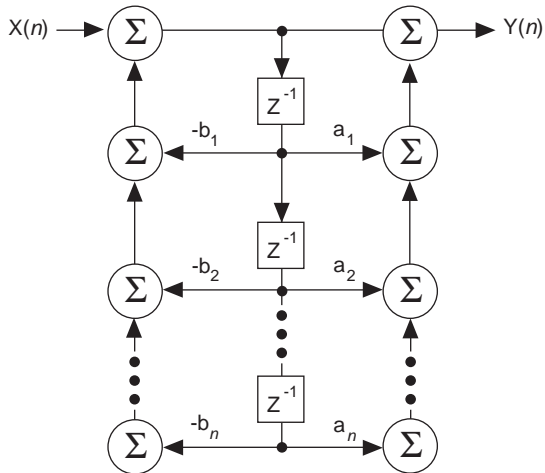 X(n) Σ Σ Y(n)
Z⁻¹
Σ -b₁ a₁ Σ
Z⁻¹
Σ -b₂ a₂ Σ
Z⁻¹
Σ -bₙ aₙ Σ